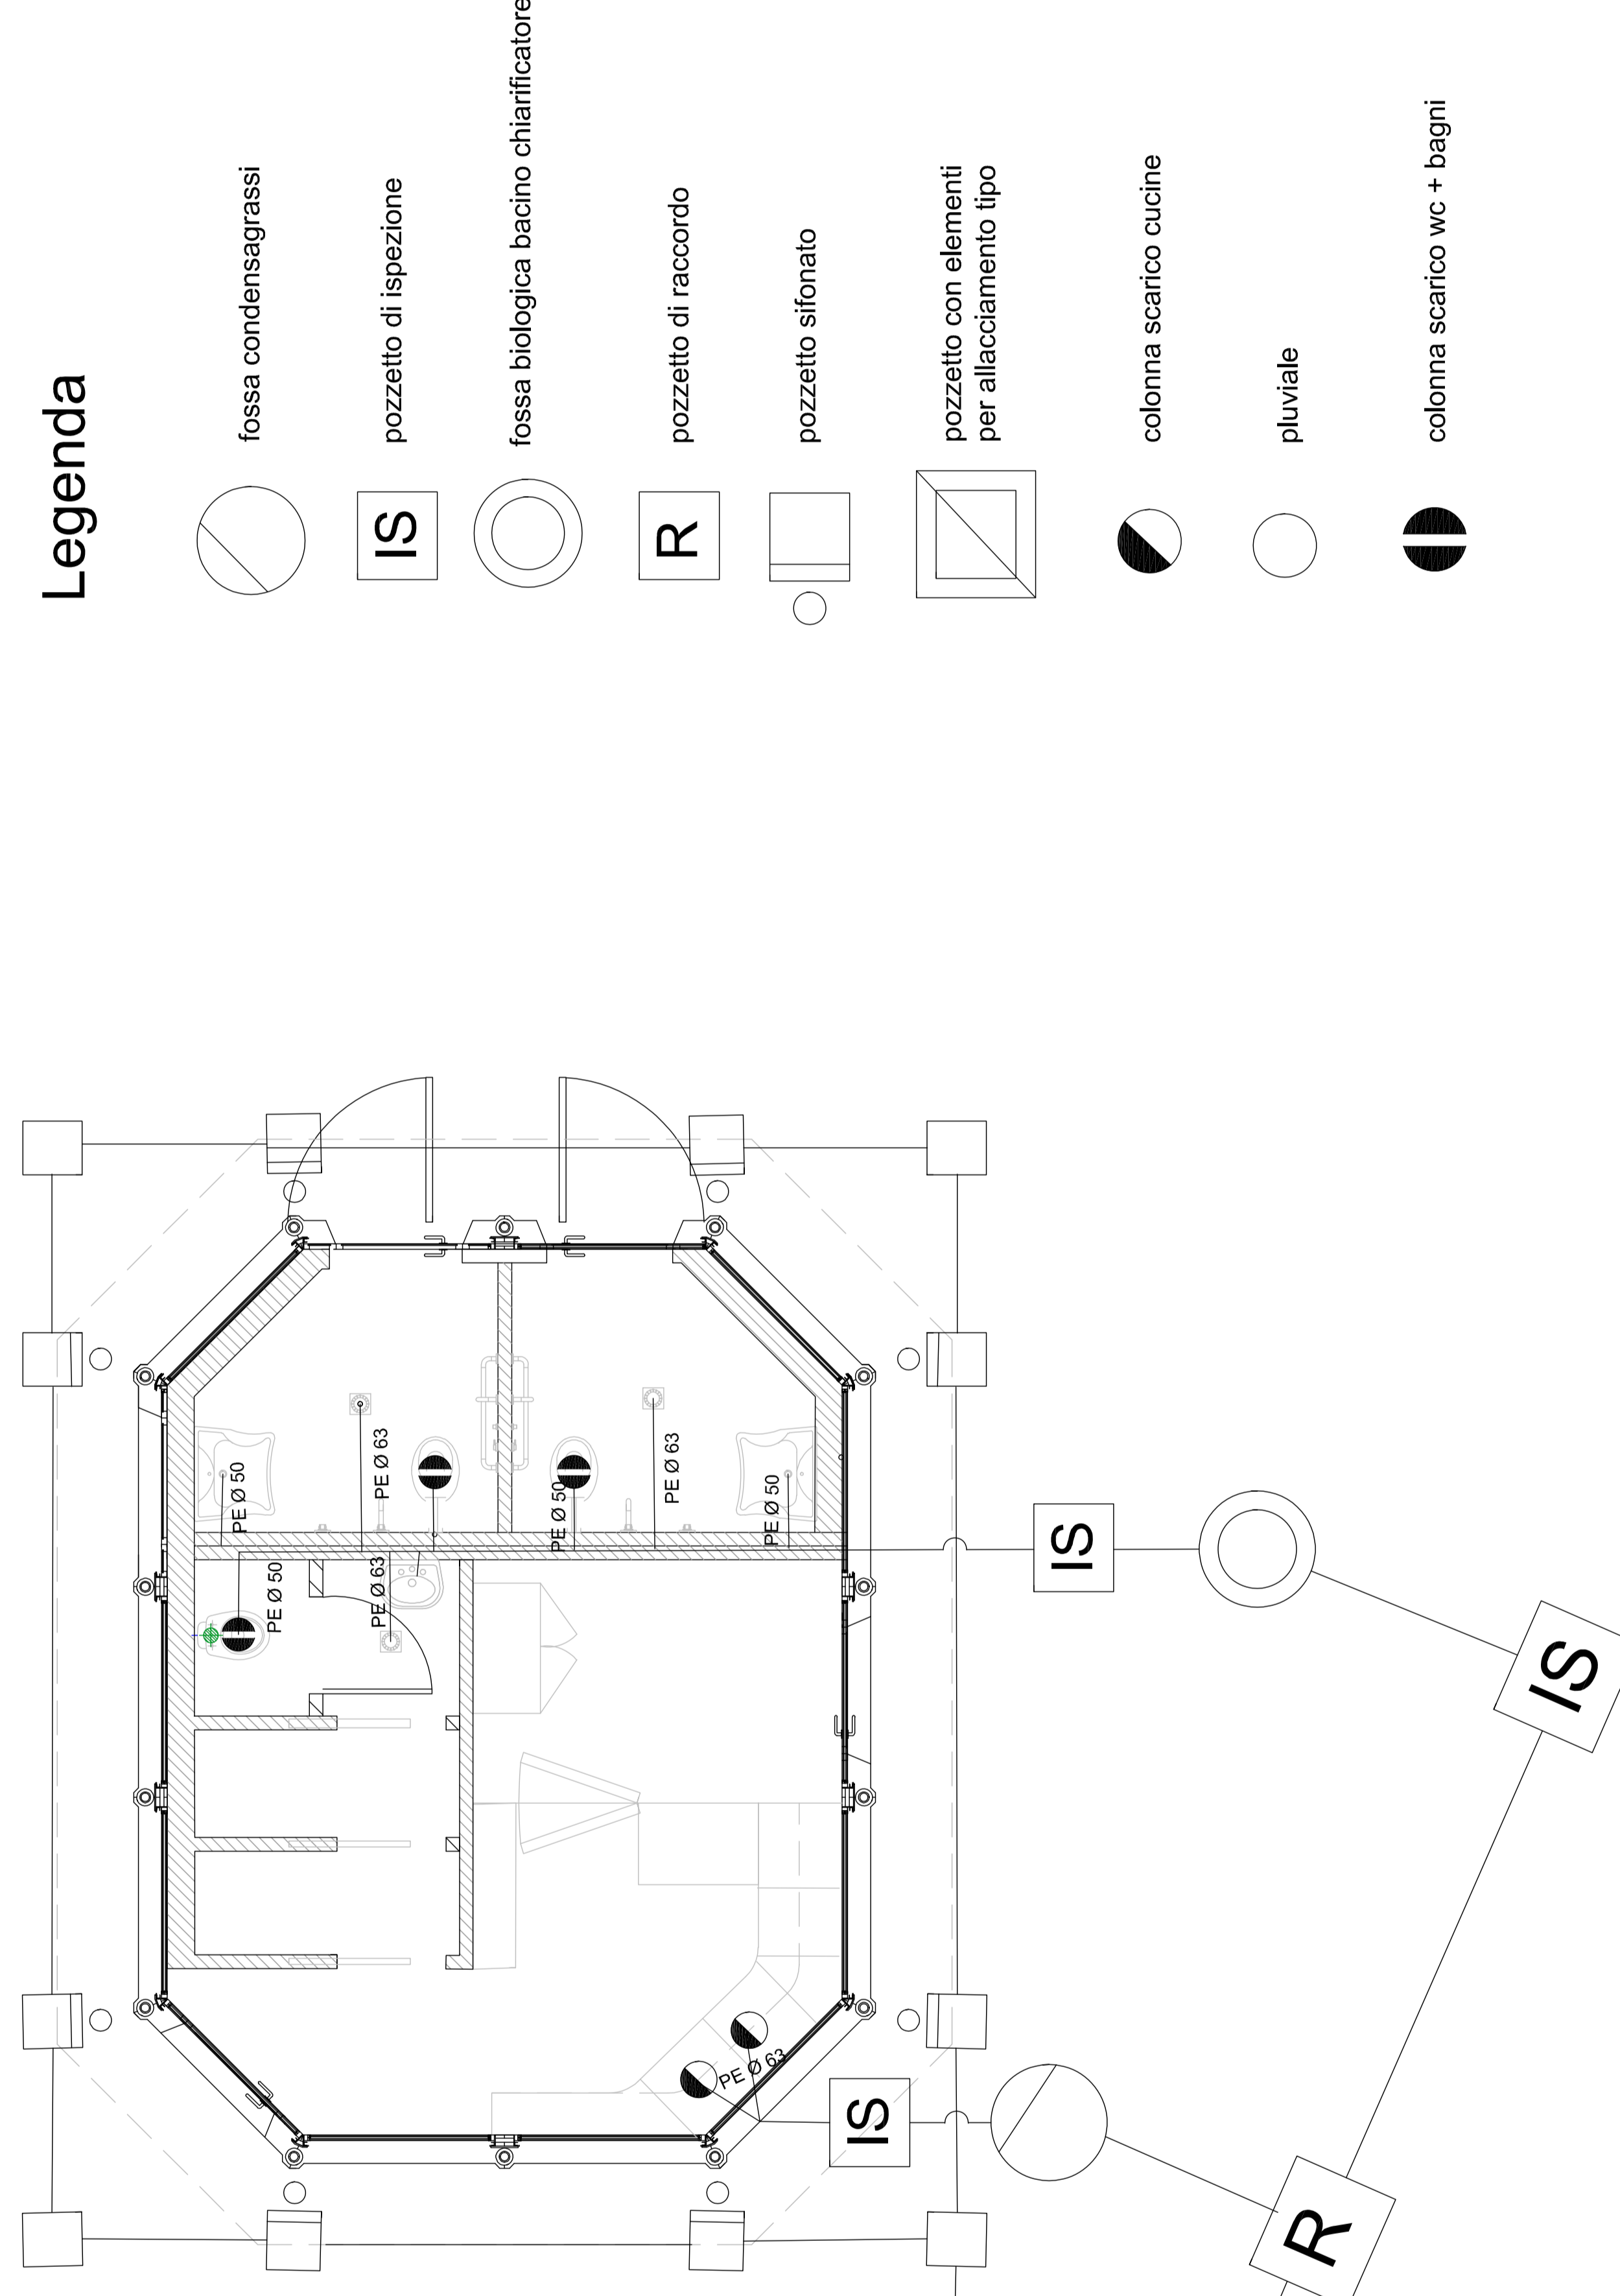 Legenda
fossa condensagrassi
IS
pozzetto di ispezione
fossa biologica bacino chiarificatore
R
pozzetto di raccordo
pozzetto sifonato
pozzetto con elementi
per allacciamento tipo
colonna scarico cucine
pluviale
colonna scarico wc + bagni
PE Ø 50
PE Ø 63
PE Ø 50
PE Ø 63
PE Ø 50
PE Ø 50
PE Ø 63
PE Ø 63
IS
IS
IS
R